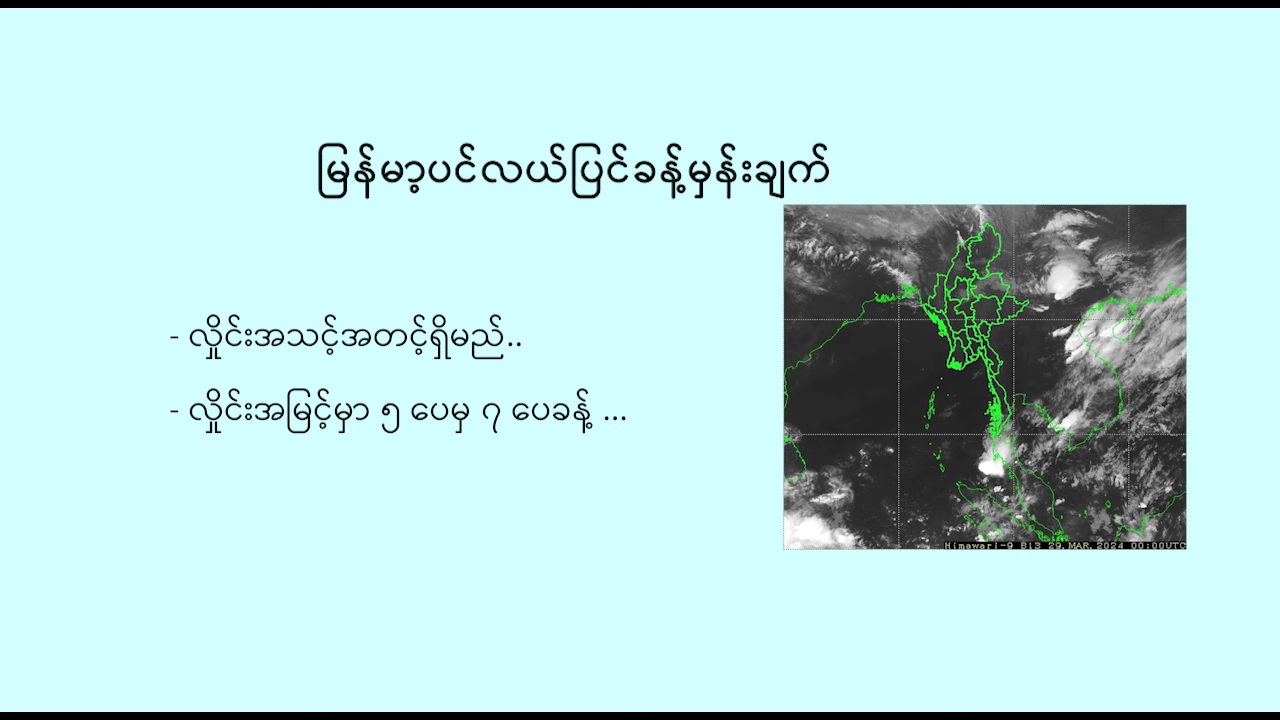 မြန်မာ့ပင်လယ်ပြင်ခန့်မှန်းချက်
- လှိုင်းအသင့်အတင့်ရှိမည်..
- လှိုင်းအမြင့်မှာ ၅ ပေမှ ၇ ပေခန့် ...
Himawari-9 B13 29.MAR.2024 00:00UTC